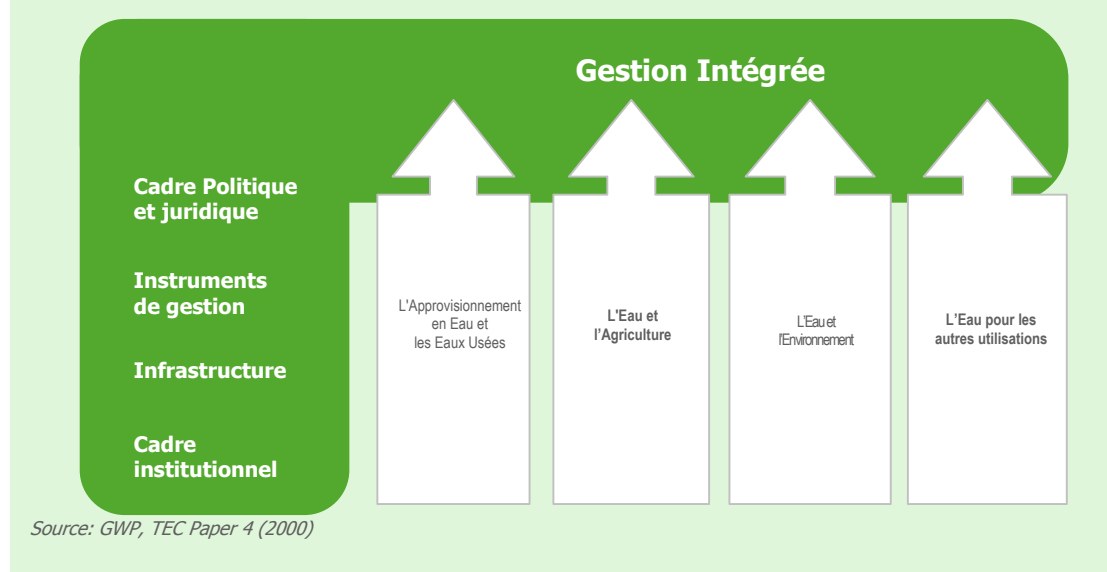 Gestion Intégrée
Cadre Politique
et juridique
Instruments
de gestion
Infrastructure
Cadre
institutionnel
L'Approvisionnement
en Eau et
les Eaux Usées
L'Eau et
l'Agriculture
L'Eau et
l'Environnement
L'Eau pour les
autres utilisations
Source: GWP, TEC Paper 4 (2000)